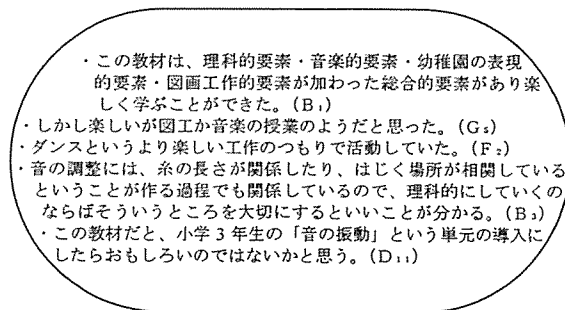 ・この教材は、理科的要素・音楽的要素・幼稚園の表現
的要素・図画工作的要素が加わった総合的要素があり楽
しく学ぶことができた。(B₁)
・しかし楽しいが図工か音楽の授業のようだと思った。(G₅)
・ダンスというより楽しい工作のつもりで活動していた。(F₂)
・音の調整には、糸の長さが関係したり、はじく場所が相関している
ということが作る過程でも関係しているので、理科的にしていくの
ならばそういうところを大切にするといいことが分かる。(B₃)
・この教材だと、小学3年生の「音の振動」という単元の導入に
したらおもしろいのではないかと思う。(D₁₁)